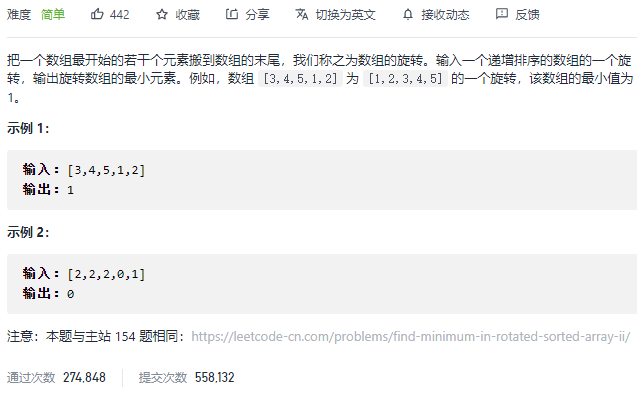 难度 简单 442 收藏 分享 切换为英文 接收动态 反馈
把一个数组最开始的若干个元素搬到数组的末尾，我们称之为数组的旋转。输入一个递增排序的数组的一个旋
转，输出旋转数组的最小元素。例如，数组 [3,4,5,1,2] 为 [1,2,3,4,5] 的一个旋转，该数组的最小值为
1。
示例 1：
输入：[3,4,5,1,2]
输出：1
示例 2：
输入：[2,2,2,0,1]
输出：0
注意：本题与主站 154 题相同：https://leetcode-cn.com/problems/find-minimum-in-rotated-sorted-array-ii/
通过次数 274,848 提交次数 558,132